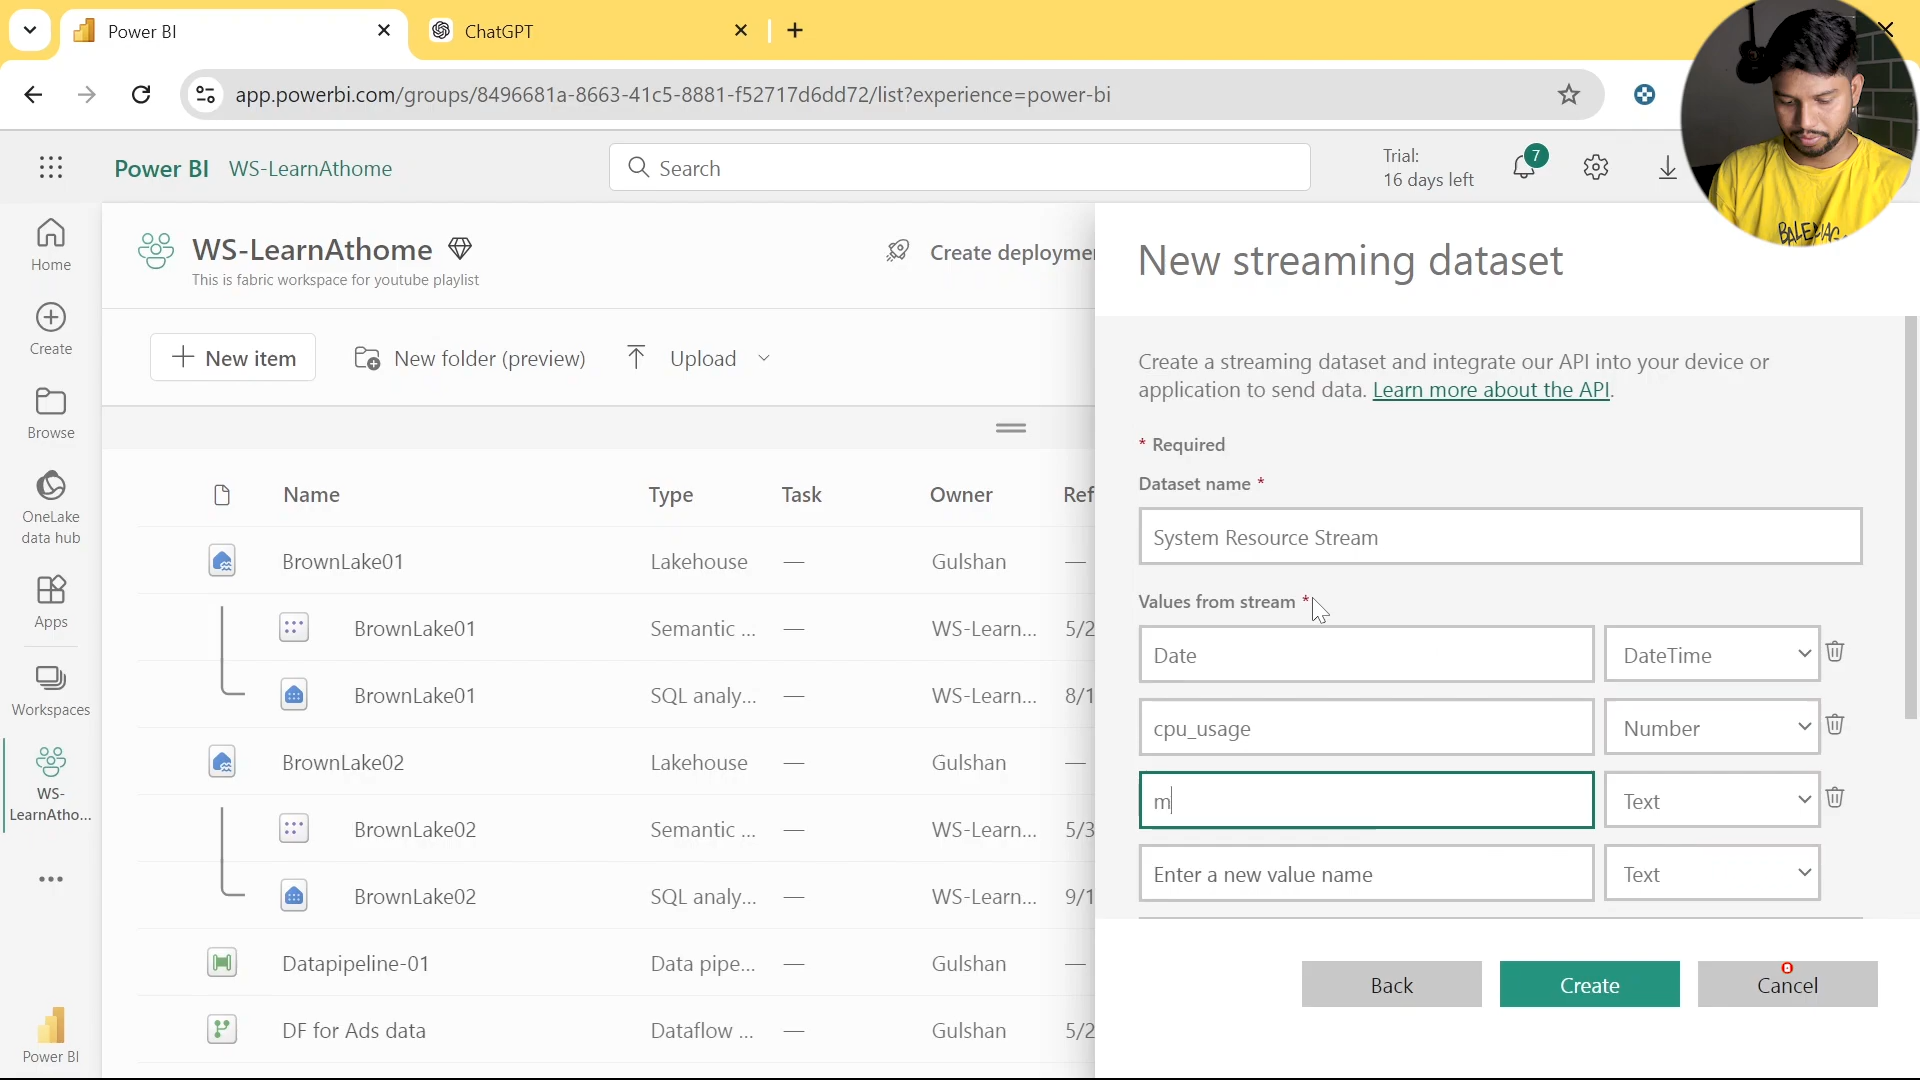 Power BI
ChatGPT
app.powerbi.com/groups/8496681a-8663-41c5-8881-f52717d6dd72/list?experience=power-bi
Power BI WS-LearnAthome
Search
Trial:
16 days left
7
Home
Create
Browse
OneLake
data hub
Apps
Workspaces
WS-
LearnAtho...
Power BI
WS-LearnAthome
This is fabric workspace for youtube playlist
Create deploymen
New item
New folder (preview)
Upload
Name Type Task Owner Ref
BrownLake01 Lakehouse — Gulshan —
BrownLake01 Semantic ... — WS-Learn... 5/2
BrownLake01 SQL analy... — WS-Learn... 8/1
BrownLake02 Lakehouse — Gulshan —
BrownLake02 Semantic ... — WS-Learn... 5/3
BrownLake02 SQL analy... — WS-Learn... 9/1
Datapipeline-01 Data pipe... — Gulshan —
DF for Ads data Dataflow ... — Gulshan 5/2
New streaming dataset
Create a streaming dataset and integrate our API into your device or
application to send data. Learn more about the API.
* Required
Dataset name *
System Resource Stream
Values from stream *
Date DateTime
cpu_usage Number
m Text
Enter a new value name Text
Back Create Cancel